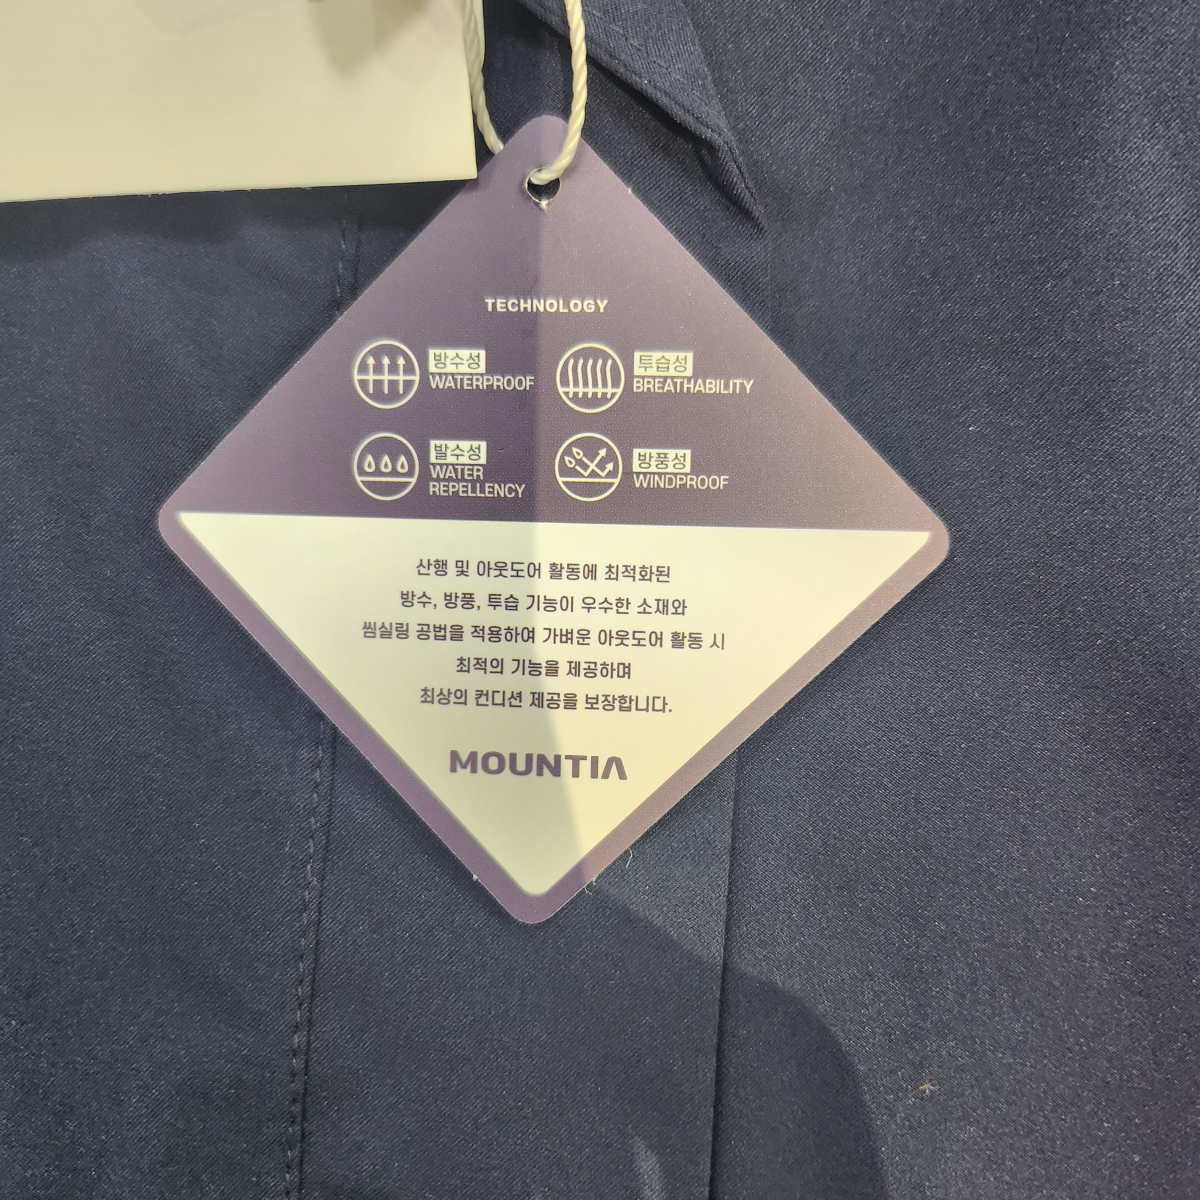 TECHNOLOGY
방수성
WATERPROOF
투습성
BREATHABILITY
발수성
WATER
REPELLENCY
방풍성
WINDPROOF
산행 및 아웃도어 활동에 최적화된
방수, 방풍, 투습 기능이 우수한 소재와
씸실링 공법을 적용하여 가벼운 아웃도어 활동 시
최적의 기능을 제공하며
최상의 컨디션 제공을 보장합니다.
MOUNTIA